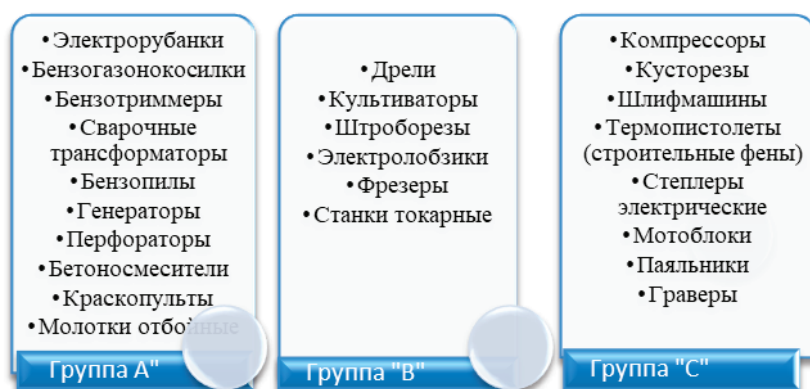 •Электрорубанки
•Бензогазонокосилки
•Бензотриммеры
•Сварочные
трансформаторы
•Бензопилы
•Генераторы
•Перфораторы
•Бетоносмесители
•Краскопульты
•Молотки отбойные
Группа А"
•Дрели
•Культиваторы
•Штроборезы
•Электролобзики
•Фрезеры
•Станки токарные
Группа "В"
•Компрессоры
•Кусторезы
•Шлифмашины
•Термопистолеты
(строительные фены)
•Степлеры
электрические
•Мотоблоки
•Паяльники
•Граверы
Группа "С"